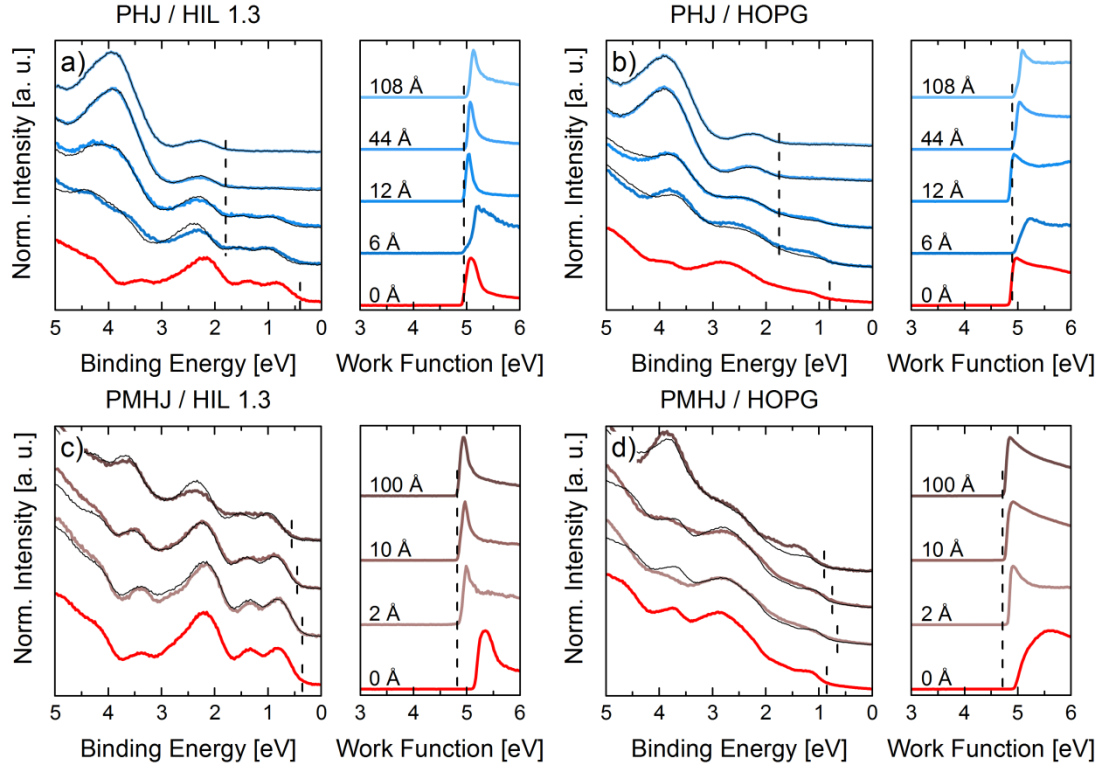 PHJ / HIL 1.3
PHJ / HOPG
Norm. Intensity [a. u.]
a)
108 Å
44 Å
12 Å
6 Å
0 Å
5 4 3 2 1 0
3 4 5 6
Binding Energy [eV]
Work Function [eV]
Norm. Intensity [a. u.]
b)
108 Å
44 Å
12 Å
6 Å
0 Å
5 4 3 2 1 0
3 4 5 6
Binding Energy [eV]
Work Function [eV]
PMHJ / HIL 1.3
PMHJ / HOPG
Norm. Intensity [a. u.]
c)
100 Å
10 Å
2 Å
0 Å
5 4 3 2 1 0
3 4 5 6
Binding Energy [eV]
Work Function [eV]
Norm. Intensity [a. u.]
d)
100 Å
10 Å
2 Å
0 Å
5 4 3 2 1 0
3 4 5 6
Binding Energy [eV]
Work Function [eV]